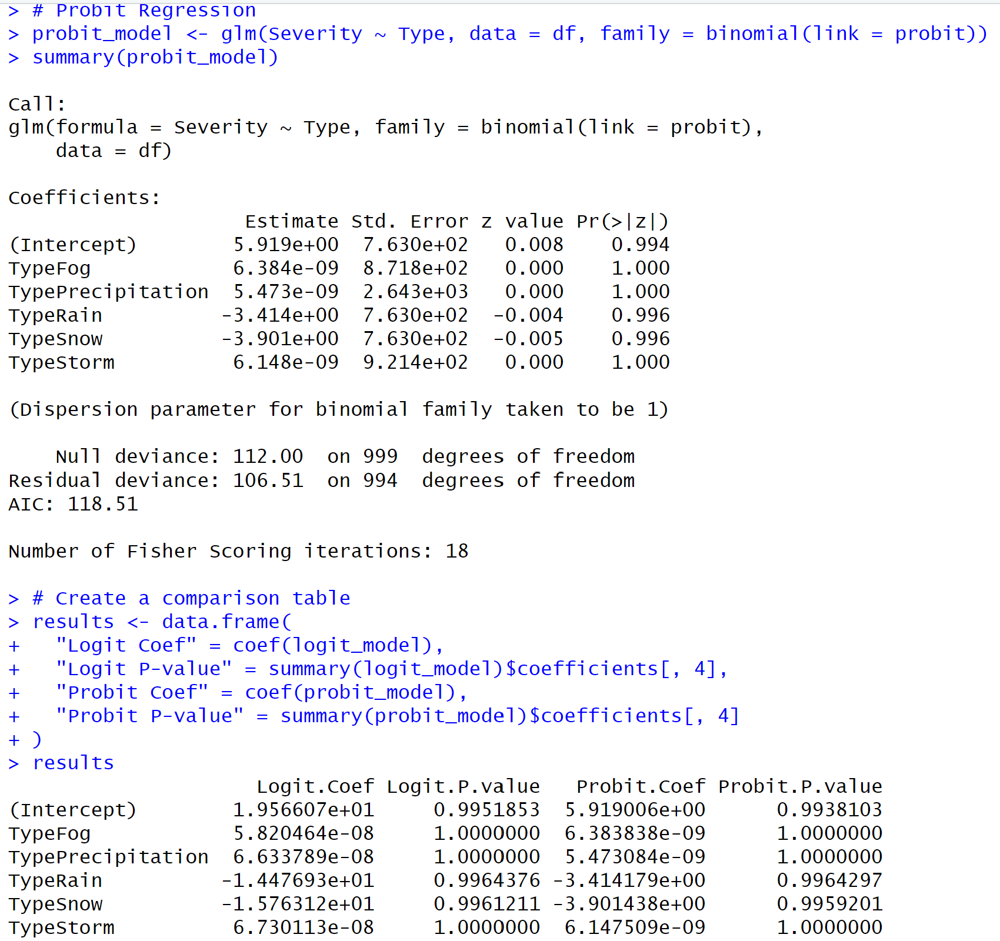 > # Probit Regression
> probit_model <- glm(Severity ~ Type, data = df, family = binomial(link = probit))
> summary(probit_model)

Call:
glm(formula = Severity ~ Type, family = binomial(link = probit), 
    data = df)

Coefficients:
                    Estimate Std. Error z value Pr(>|z|)
(Intercept)        5.919e+00  7.630e+02   0.008    0.994
TypeFog            6.384e-09  8.718e+02   0.000    1.000
TypePrecipitation  5.473e-09  2.643e+03   0.000    1.000
TypeRain          -3.414e+00  7.630e+02  -0.004    0.996
TypeSnow          -3.901e+00  7.630e+02  -0.005    0.996
TypeStorm          6.148e-09  9.214e+02   0.000    1.000

(Dispersion parameter for binomial family taken to be 1)

    Null deviance: 112.00  on 999  degrees of freedom
Residual deviance: 106.51  on 994  degrees of freedom
AIC: 118.51

Number of Fisher Scoring iterations: 18

> # Create a comparison table
> results <- data.frame(
+   "Logit Coef" = coef(logit_model),
+   "Logit P-value" = summary(logit_model)$coefficients[, 4],
+   "Probit Coef" = coef(probit_model),
+   "Probit P-value" = summary(probit_model)$coefficients[, 4]
+ )
> results
                     Logit.Coef Logit.P.value   Probit.Coef Probit.P.value
(Intercept)        1.956607e+01     0.9951853  5.919006e+00      0.9938103
TypeFog            5.820464e-08     1.0000000  6.383838e-09      1.0000000
TypePrecipitation  6.633789e-08     1.0000000  5.473084e-09      1.0000000
TypeRain          -1.447693e+01     0.9964376 -3.414179e+00      0.9964297
TypeSnow          -1.576312e+01     0.9961211 -3.901438e+00      0.9959201
TypeStorm          6.730113e-08     1.0000000  6.147509e-09      1.0000000